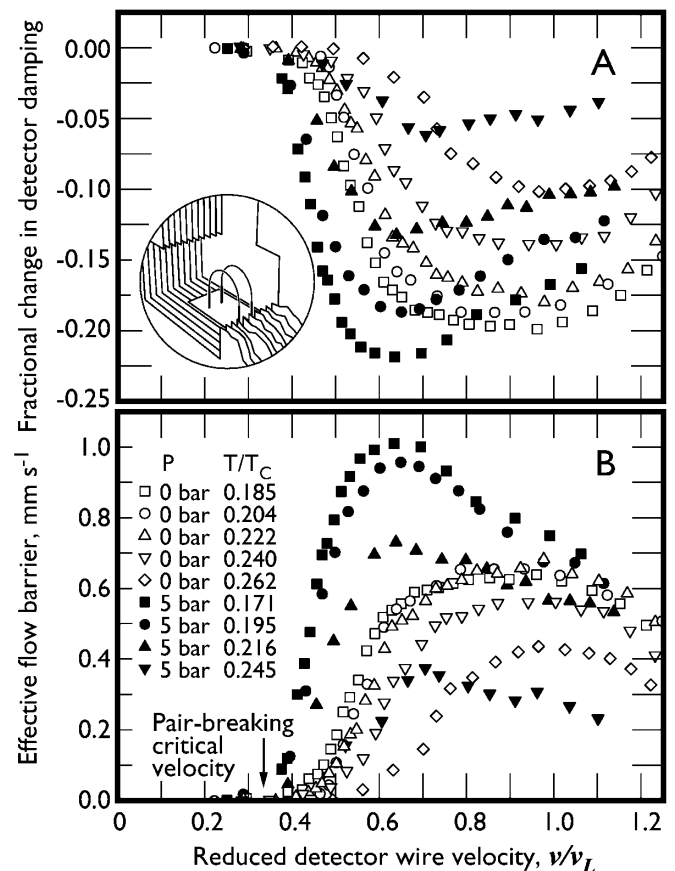 Fractional change in detector damping
0.00
-0.05
-0.10
-0.15
-0.20
-0.25
A
Effective flow barrier, mm s-1
1.0
0.8
0.6
0.4
0.2
0.0
B
P T/TC
□ 0 bar 0.185
○ 0 bar 0.204
△ 0 bar 0.222
▽ 0 bar 0.240
◇ 0 bar 0.262
■ 5 bar 0.171
● 5 bar 0.195
▲ 5 bar 0.216
▼ 5 bar 0.245
Pair-breaking
critical
velocity
0 0.2 0.4 0.6 0.8 1.0 1.2
Reduced detector wire velocity, v/vL